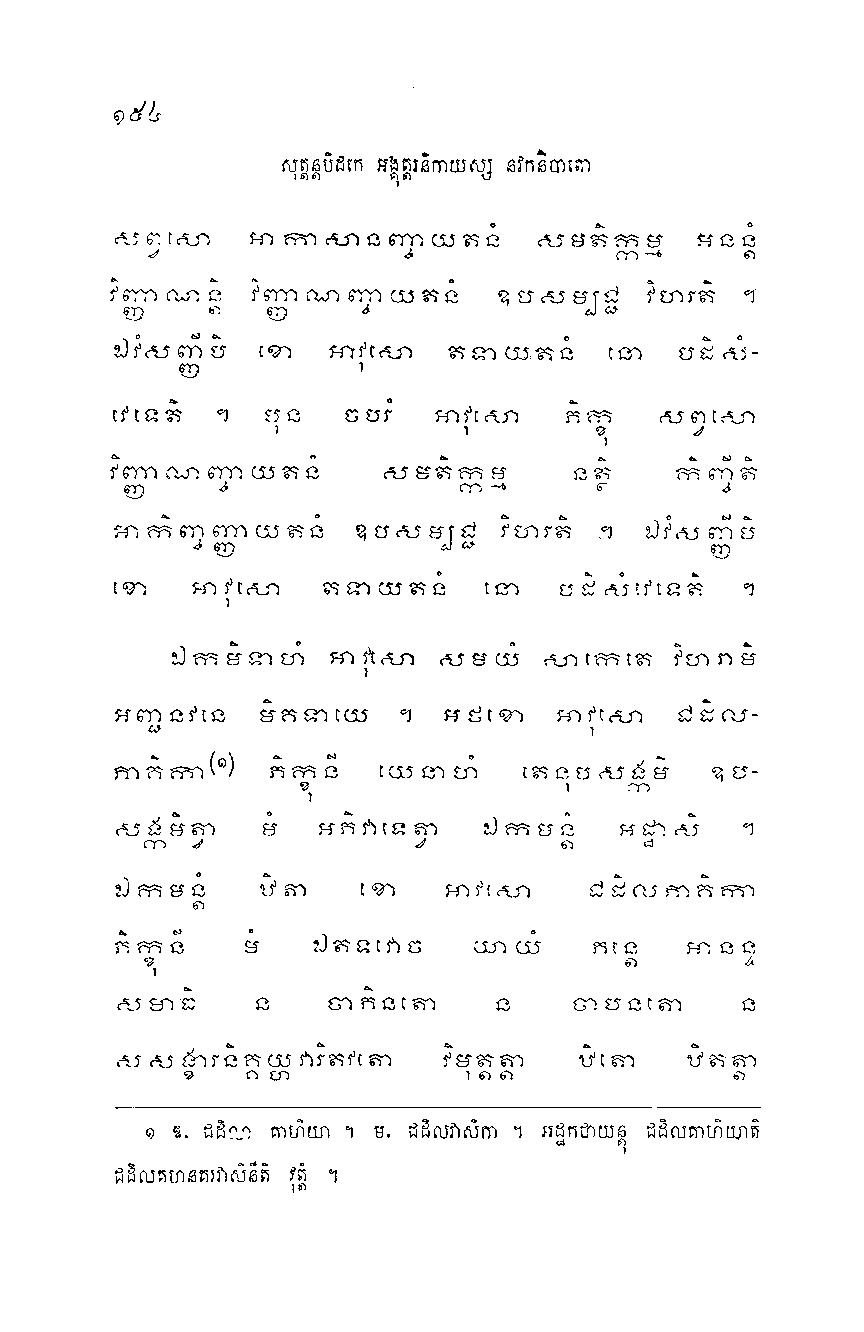 ១៥៤
សុត្តន្តបិដកេ អង្គុត្តរនិកាយស្ស នវកនិបាតោ
សព្វសោ អាកាសានញ្ចាយតនំ សមតិក្កម្ម អនន្តំ
វិញ្ញាណន្តិ វិញ្ញាណញ្ចាយតនំ ឧបសម្បជ្ជ វិហរតិ ។
ឯវំសញ្ញីបិ ខោ អាវុសោ តទាយតនំ នោ បដិសំ-
វេទេតិ ។ បុន ចបរំ អាវុសោ ភិក្ខុ សព្វសោ
វិញ្ញាណញ្ចាយតនំ សមតិក្កម្ម នត្ថិ កិញ្ចីតិ
អាកិញ្ចញ្ញាយតនំ ឧបសម្បជ្ជ វិហរតិ ។ ឯវំសញ្ញីបិ
ខោ អាវុសោ តទាយតនំ នោ បដិសំវេទេតិ ។
ឯកមិទាហំ អាវុសោ សមយំ សាកេតេ វិហរាមិ
អញ្ជនវនេ មិគទាយេ ។ អថខោ អាវុសោ ជដិល-
ភាគិកា(១) ភិក្ខុនី យេនាហំ តេនុបសង្កមិ ឧប-
សង្កមិត្វា មំ អភិវាទេត្វា ឯកមន្តំ អដ្ឋាសិ ។
ឯកមន្តំ ឋិតា ខោ អាវសោ ជដិលភាគិកា
ភិក្ខុនី មំ ឯតទវោច យាយំ ភន្តេ អានន្ទ
សមាធិ ន ចាភិនតោ ន ចាបនតោ ន
សសង្ខារនិគ្គយ្ហវារិតវតោ វិមុត្តត្តា ឋិតោ ឋិតត្តា
១ ឱ. ជដិលា គាហិយា ។ ម. ជដិលវាសិកា ។ អដ្ឋកថាយន្តុ ជដិលគាហិយាតិ
ជដិលគហនគរវាសិនីតិ វុត្តំ ។